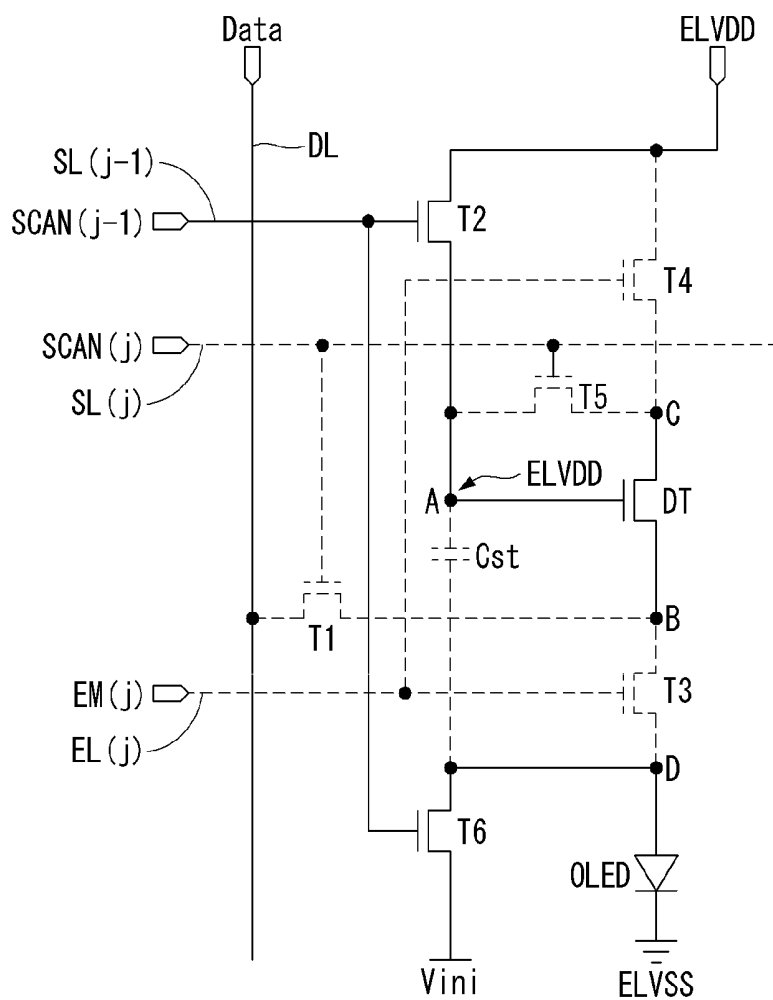 Data
ELVDD
DL
SL(j-1)
SCAN(j-1)
T2
T4
SCAN(j)
SL(j)
T5
C
ELVDD
A
DT
Cst
T1
B
EM(j)
T3
EL(j)
D
T6
OLED
Vini
ELVSS